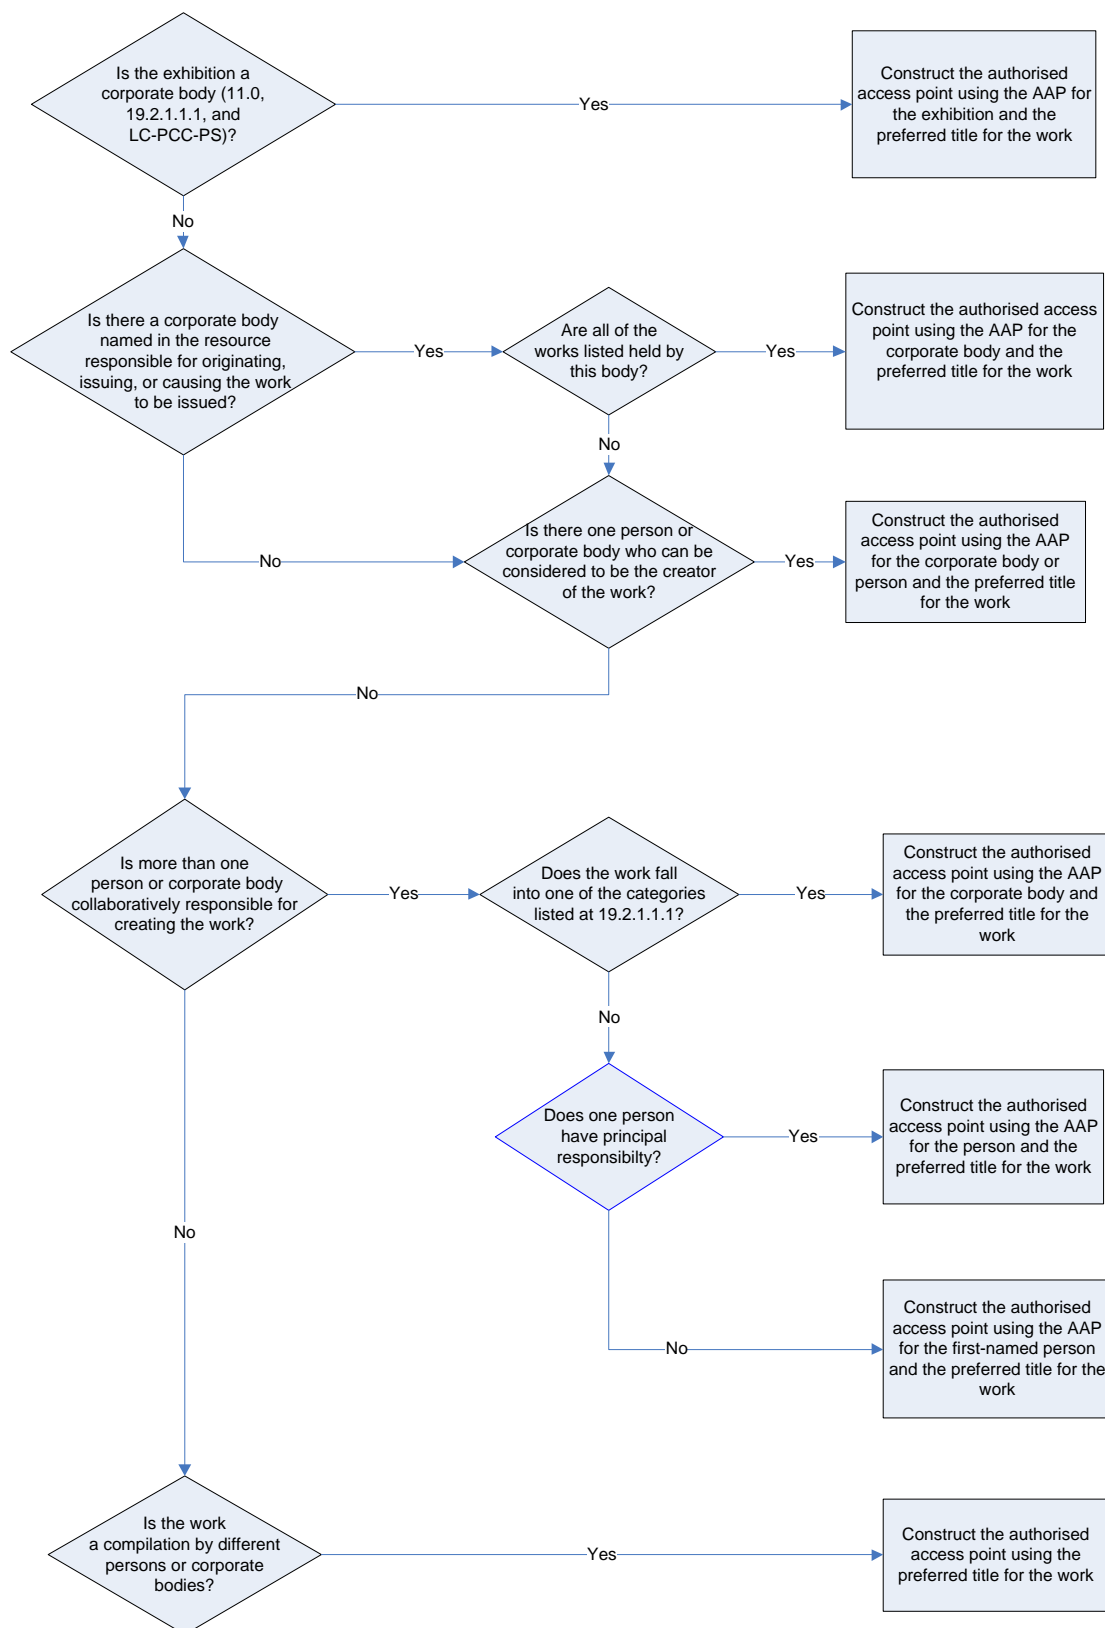 Is the exhibition a
corporate body (11.0,
19.2.1.1.1, and
LC-PCC-PS)?
Yes
Construct the authorised
access point using the AAP for
the exhibition and the
preferred title for the work
No
Is there a corporate body
named in the resource
responsible for originating,
issuing, or causing the work
to be issued?
Yes
Are all of the
works listed held by
this body?
Yes
Construct the authorised access
point using the AAP for the
corporate body and the
preferred title for the work
No
No
Is there one person or
corporate body who can be
considered to be the creator
of the work?
Yes
Construct the authorised
access point using the AAP
for the corporate body or
person and the preferred title
for the work
No
Is more than one
person or corporate body
collaboratively responsible for
creating the work?
Yes
Does the work fall
into one of the categories
listed at 19.2.1.1.1?
Yes
Construct the authorised
access point using the AAP
for the corporate body and
the preferred title for the
work
No
Does one person
have principal
responsibilty?
Yes
Construct the authorised
access point using the AAP
for the person and the
preferred title for the work
No
No
Construct the authorised
access point using the AAP
for the first-named person
and the preferred title for the
work
Is the work
a compilation by different
persons or corporate
bodies?
Yes
Construct the authorised
access point using the
preferred title for the work